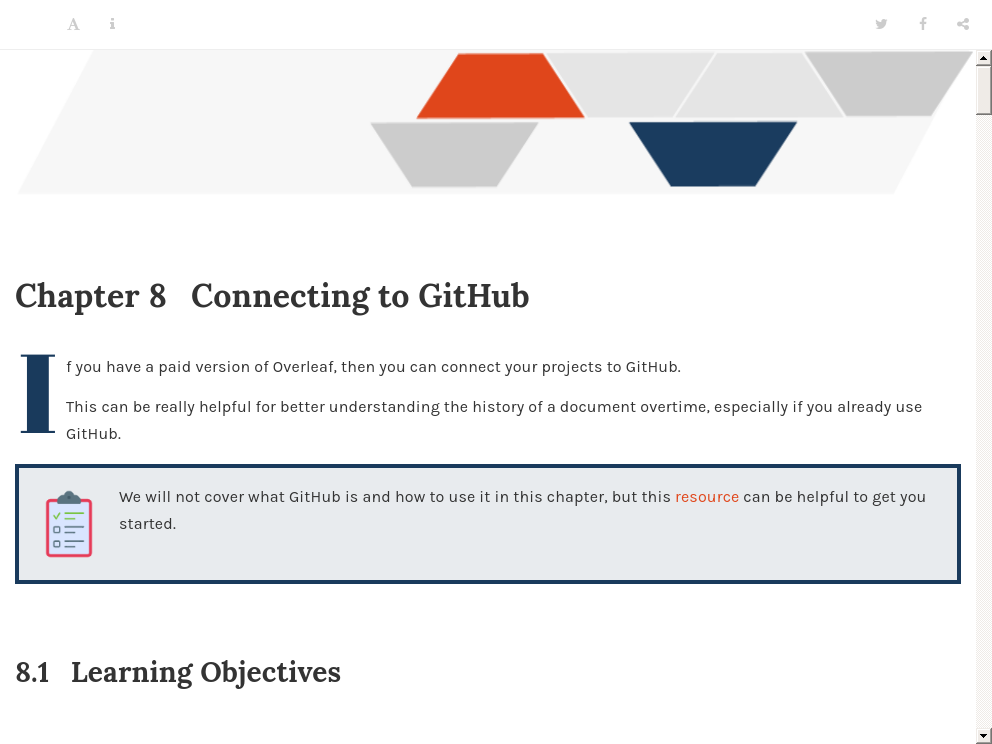 Chapter 8 Connecting to GitHub
If you have a paid version of Overleaf, then you can connect your projects to GitHub.
This can be really helpful for better understanding the history of a document overtime, especially if you already use
GitHub.
We will not cover what GitHub is and how to use it in this chapter, but this resource can be helpful to get you
started.
8.1 Learning Objectives